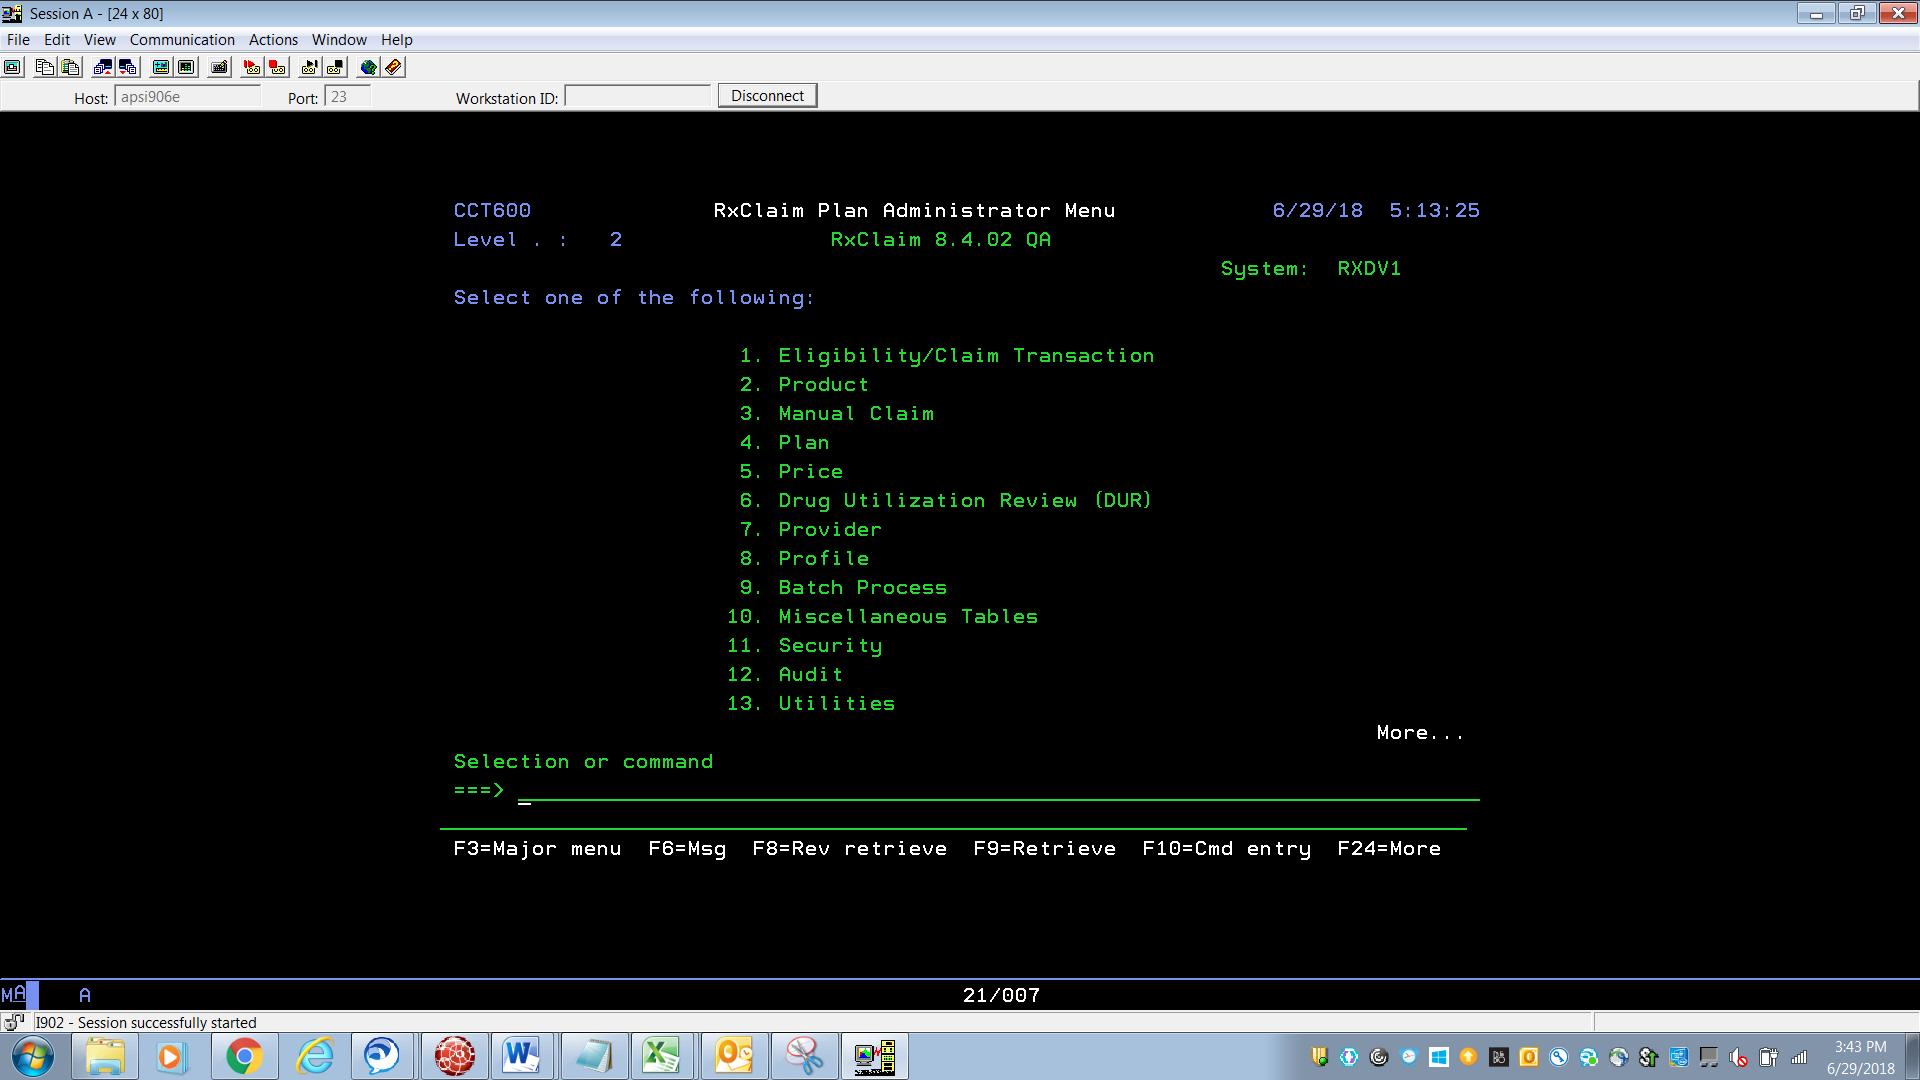 Session A - [24 x 80]
File Edit View Communication Actions Window Help
Host: apsi906e Port: 23 Workstation ID: Disconnect
CCT600 RxClaim Plan Administrator Menu 6/29/18 5:13:25
Level . : 2 RxClaim 8.4.02 QA
System: RXDV1
Select one of the following:
1. Eligibility/Claim Transaction
2. Product
3. Manual Claim
4. Plan
5. Price
6. Drug Utilization Review (DUR)
7. Provider
8. Profile
9. Batch Process
10. Miscellaneous Tables
11. Security
12. Audit
13. Utilities
More...
Selection or command
===> _
F3=Major menu F6=Msg F8=Rev retrieve F9=Retrieve F10=Cmd entry F24=More
MA A 21/007
I902 - Session successfully started
3:43 PM
6/29/2018